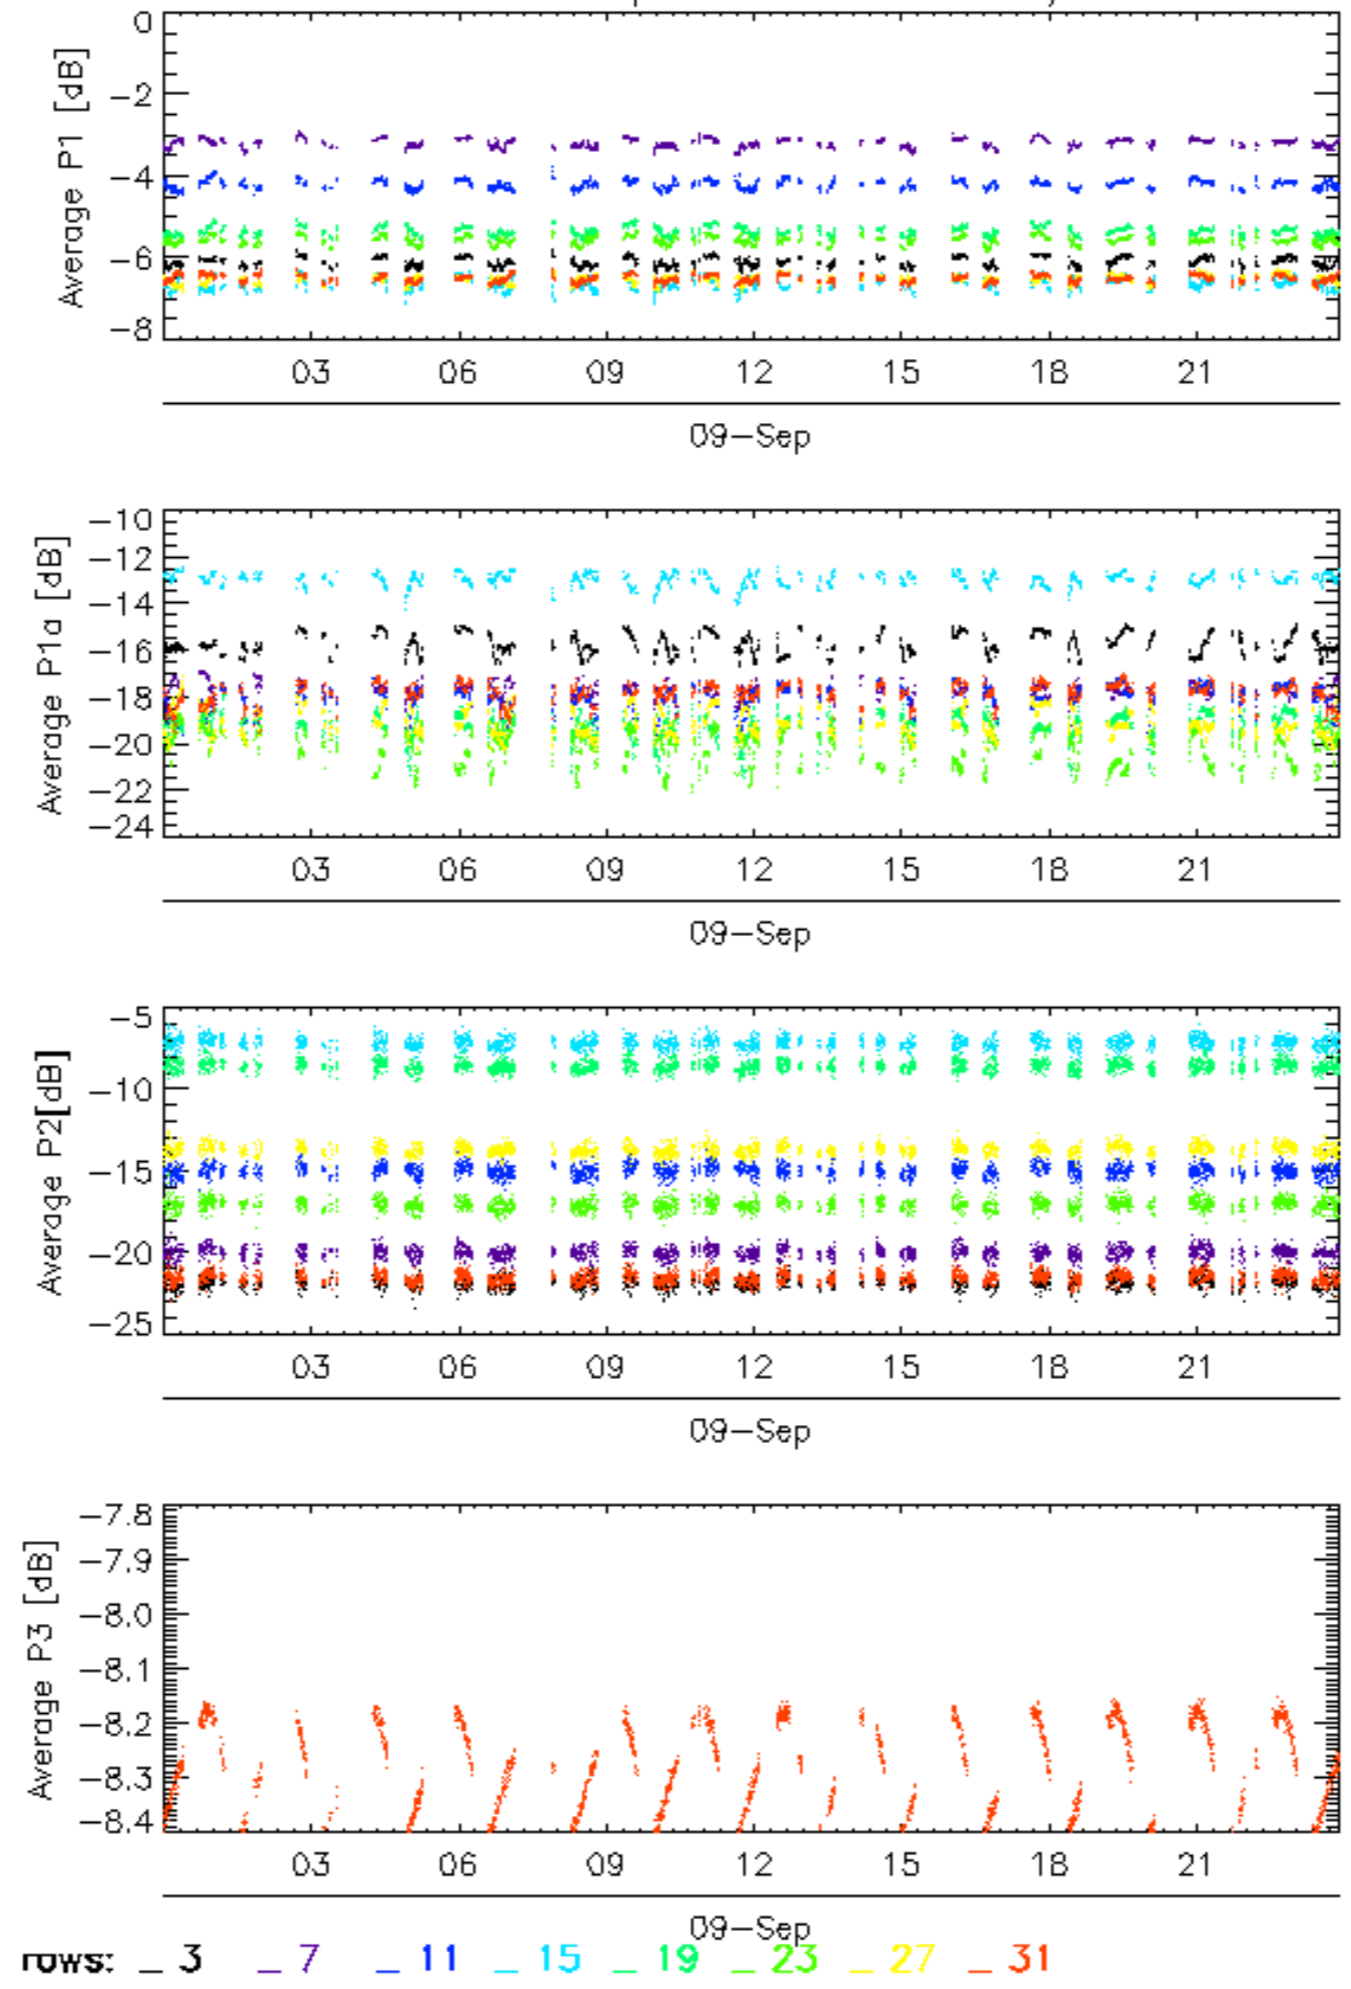 0
−2
−4
−6
−8
Average P1 [dB]
03 06 09 12 15 18 21
09−Sep
−10
−12
−14
−16
−18
−20
−22
−24
Average P1a [dB]
03 06 09 12 15 18 21
09−Sep
−5
−10
−15
−20
−25
Average P2[dB]
03 06 09 12 15 18 21
09−Sep
−7.8
−7.9
−8.0
−8.1
−8.2
−8.3
−8.4
Average P3 [dB]
03 06 09 12 15 18 21
09−Sep
rows: _ 3 _ 7 _ 11 _ 15 _ 19 _ 23 _ 27 _ 31